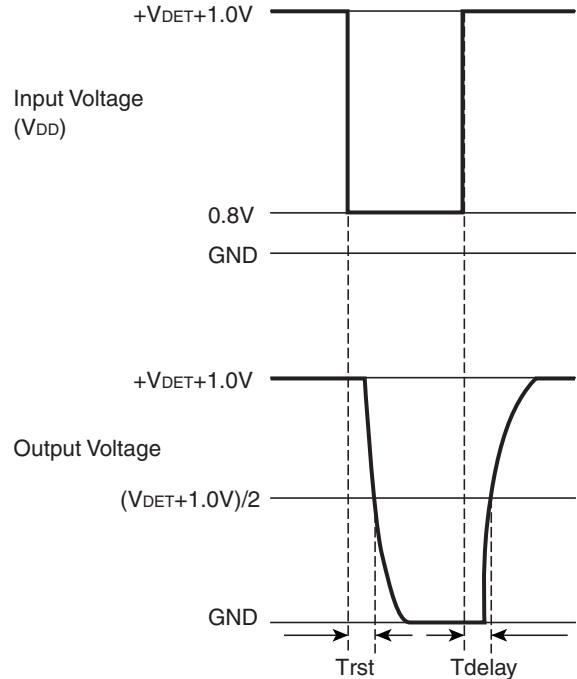 +VDET+1.0V
Input Voltage
(VDD)
0.8V
GND
+VDET+1.0V
Output Voltage
(VDET+1.0V)/2
GND
Trst
Tdelay